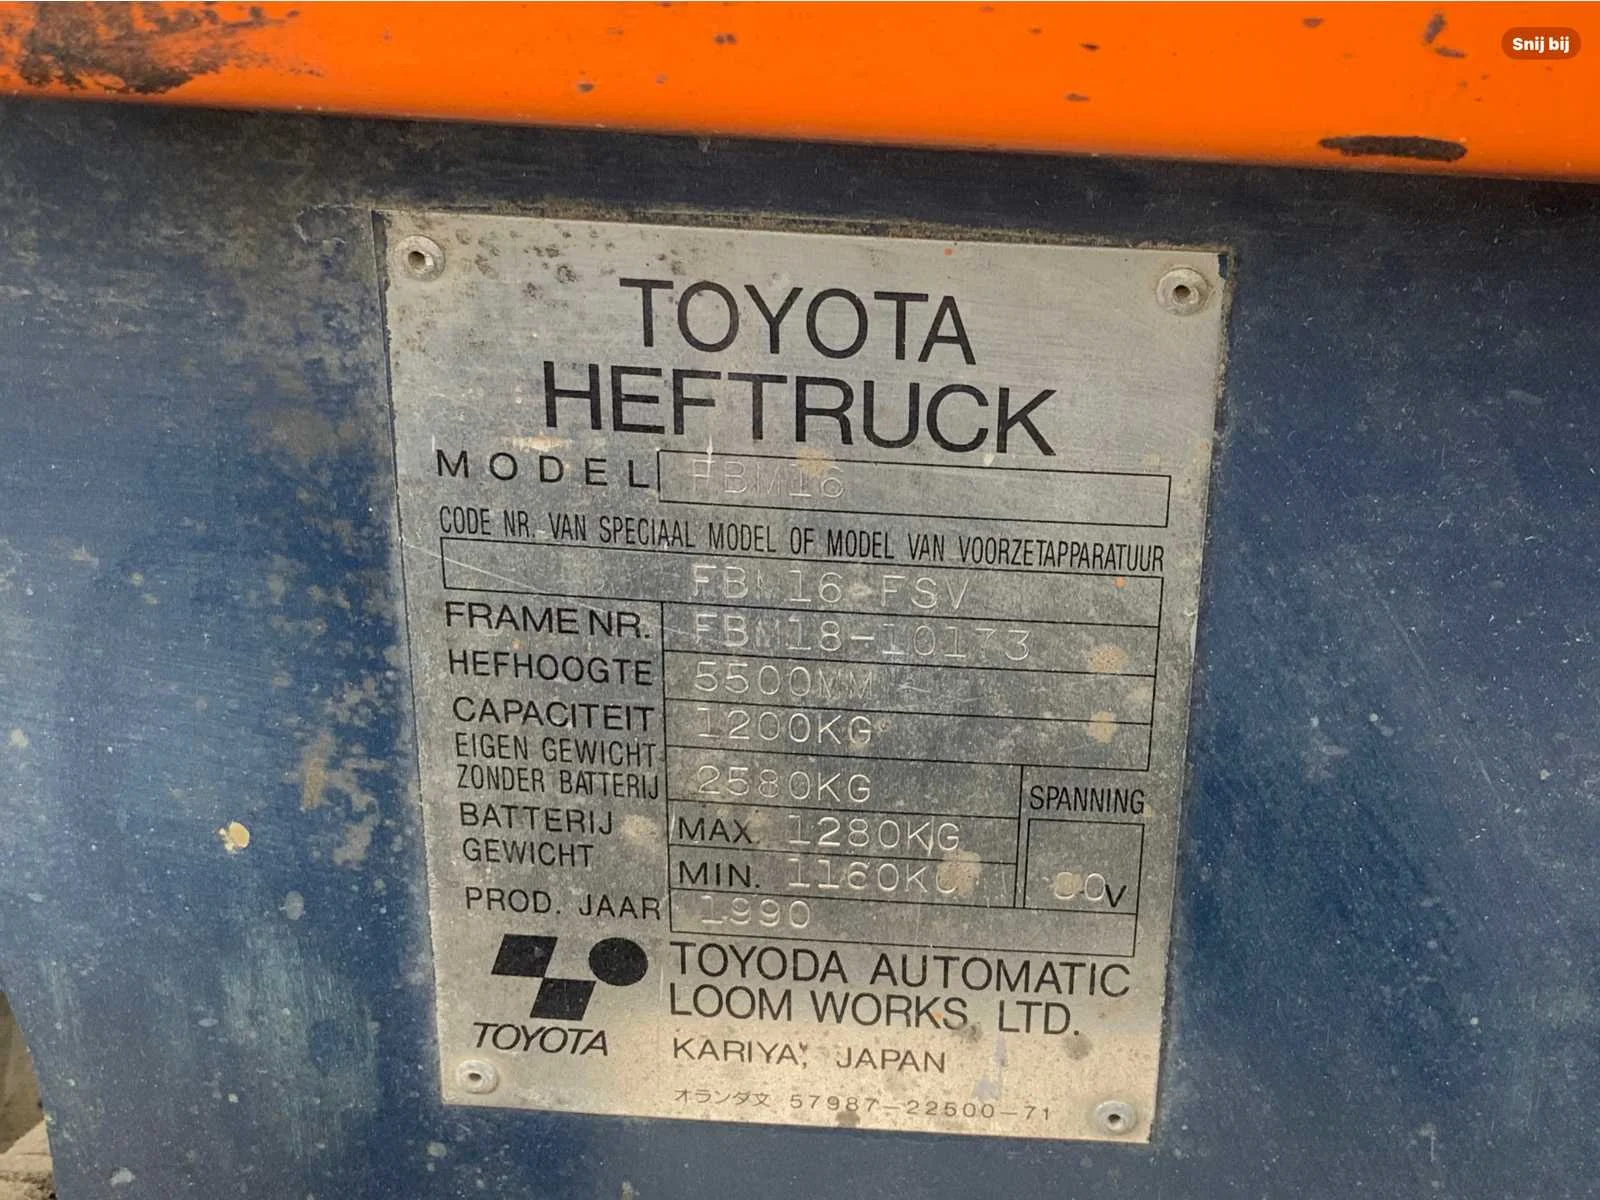 Snij bij
TOYOTA
HEFTRUCK
MODEL FBM16
CODE NR. VAN SPECIAAL MODEL OF MODEL VAN VOORZETAPPARATUUR
FBM16-FSV
FRAME NR. FBM18-10173
HEFHOOGTE 5500MM
CAPACITEIT 1200KG
EIGEN GEWICHT
ZONDER BATTERIJ 2580KG
SPANNING
BATTERIJ MAX. 1280KG
GEWICHT MIN. 1160KG
V
PROD. JAAR 1990
TOYOTA
TOYODA AUTOMATIC
LOOM WORKS, LTD.
KARIYA, JAPAN
オランダ文 57987-22500-71